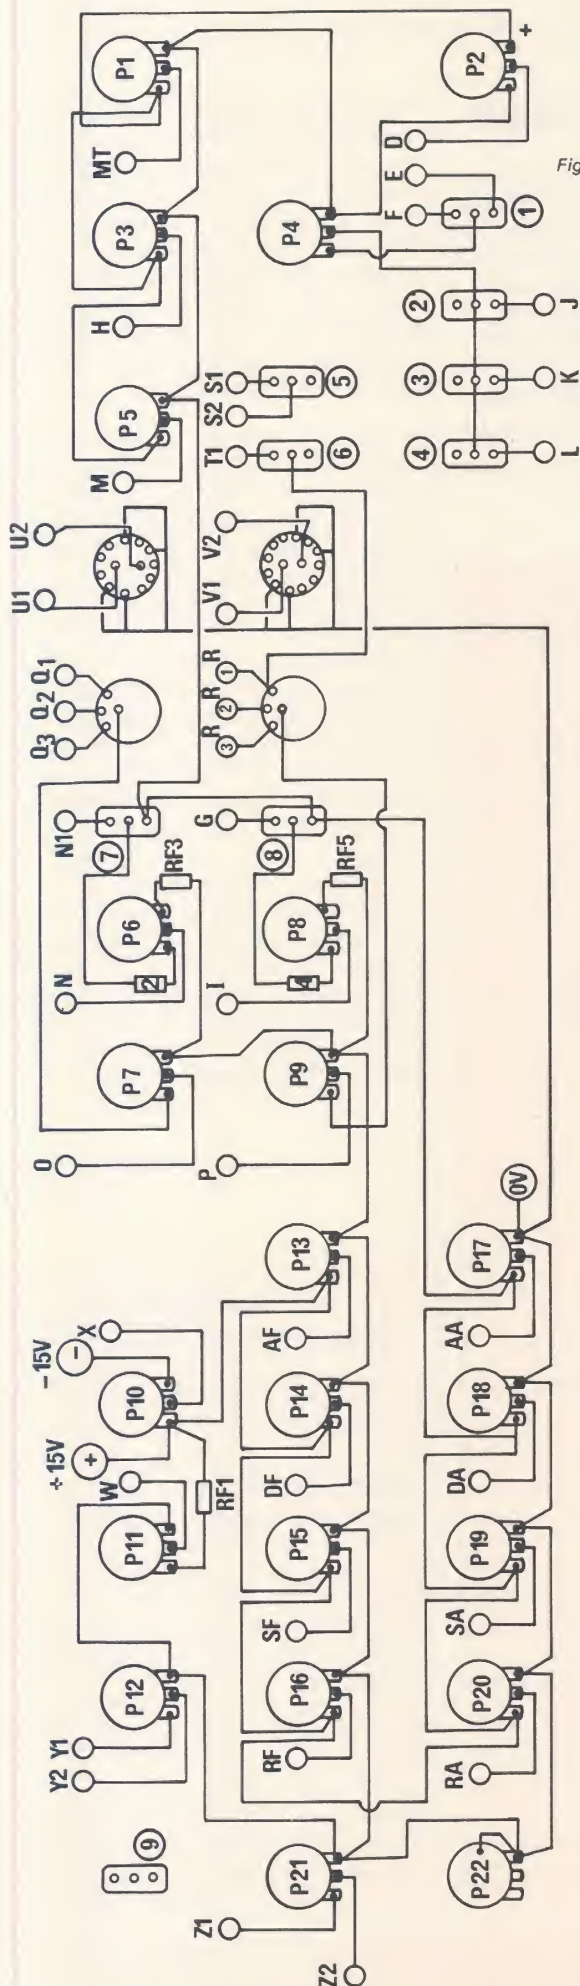 P1
P2
+
MT
D
E
F
Fig
P3
P4
1
H
2
J
P5
S1
S2
5
3
K
M
T1
6
4
L
U2
U1
V2
V1
Q1
Q2
Q3
R
1
R
2
R
3
N1
7
G
8
RF3
RF5
P6
P8
2
4
N
I
P7
P9
O
P
P13
P17
0V
-15V
−
X
P10
AF
AA
÷15V
+
W
P14
P18
RF1
DF
DA
P11
P15
P19
SF
SA
P12
P16
P20
Y1
Y2
RF
RA
9
P21
P22
Z1
Z2